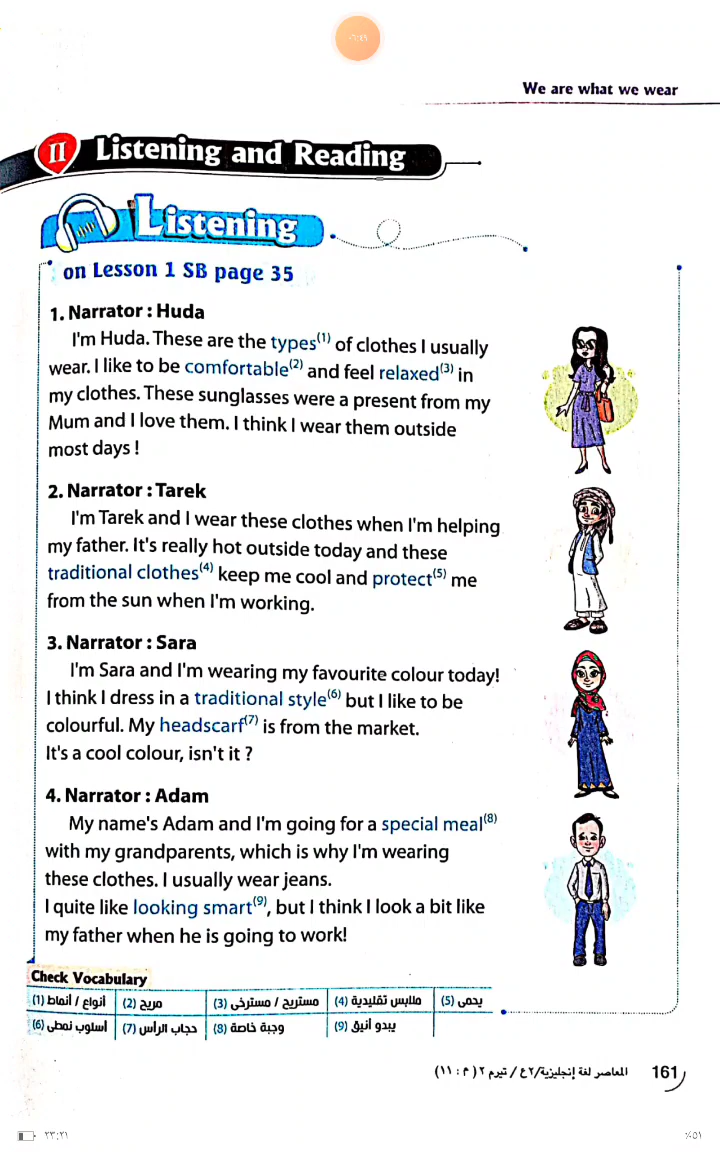 ٠٦:٤٩
We are what we wear
II Listening and Reading
Listening
on Lesson 1 SB page 35
1. Narrator : Huda
I'm Huda. These are the types(1) of clothes I usually
wear. I like to be comfortable(2) and feel relaxed(3) in
my clothes. These sunglasses were a present from my
Mum and I love them. I think I wear them outside
most days !
2. Narrator : Tarek
I'm Tarek and I wear these clothes when I'm helping
my father. It's really hot outside today and these
traditional clothes(4) keep me cool and protect(5) me
from the sun when I'm working.
3. Narrator : Sara
I'm Sara and I'm wearing my favourite colour today!
I think I dress in a traditional style(6) but I like to be
colourful. My headscarf(7) is from the market.
It's a cool colour, isn't it ?
4. Narrator : Adam
My name's Adam and I'm going for a special meal(8)
with my grandparents, which is why I'm wearing
these clothes. I usually wear jeans.
I quite like looking smart(9), but I think I look a bit like
my father when he is going to work!
Check Vocabulary
(1) أنواع / أنماط (2) مريح (3) مستريح / مسترخى (4) ملابس تقليدية (5) يحمى
(6) اسلوب نمطى (7) حجاب الرأس (8) وجبة خاصة (9) يبدو أنيق
المعاصر لغة إنجليزية/٢ع/ تيرم ٢ (م : ١١) 161
٢٣:٢١
٪٥١